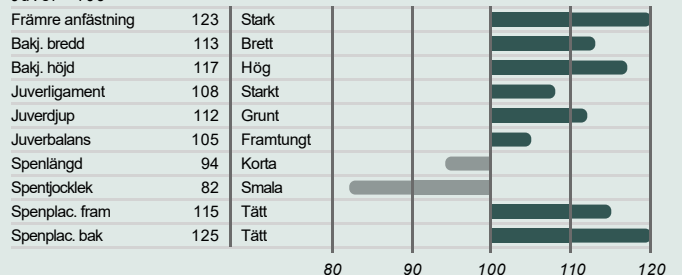 Främre anfästning 123 Stark
Bakj. bredd 113 Brett
Bakj. höjd 117 Hög
Juverligament 108 Starkt
Juverdjup 112 Grunt
Juverbalans 105 Framtungt
Spenlängd 94 Korta
Spentjocklek 82 Smala
Spenplac. fram 115 Tätt
Spenplac. bak 125 Tätt
80 90 100 110 120